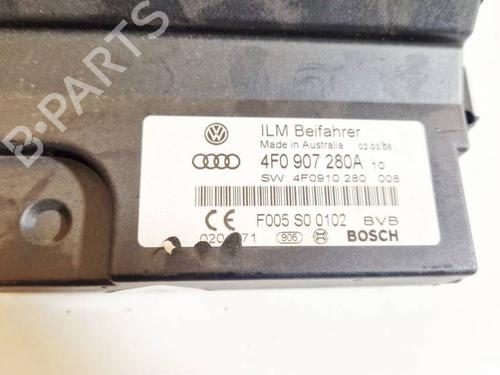 B-PARTS
ILM Beifahrer
Made in Australia 02.03.06
4F0 907 280A 10
SW: 4F0910 280 008
CE F005 S0 0102 BVB
906 BOSCH